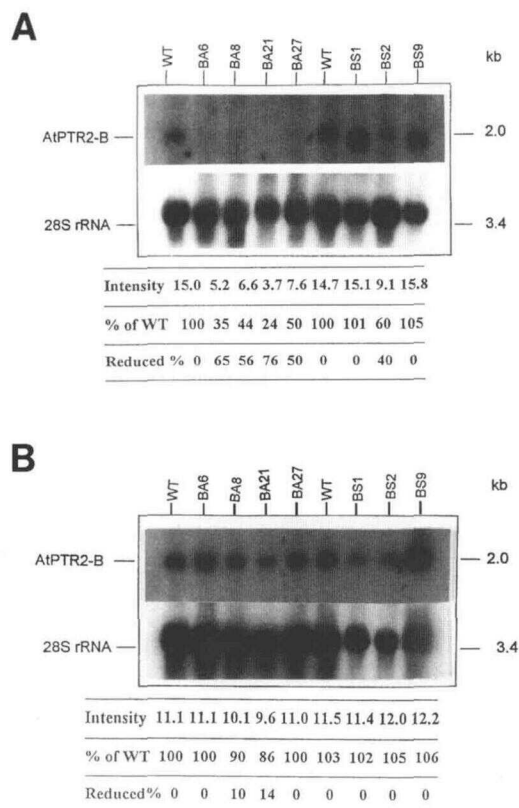 A
WT BA6 BA8 BA21 BA27 WT BS1 BS2 BS9 kb
AtPTR2-B 2.0
28S rRNA 3.4
Intensity 15.0 5.2 6.6 3.7 7.6 14.7 15.1 9.1 15.8
% of WT 100 35 44 24 50 100 101 60 105
Reduced % 0 65 56 76 50 0 0 40 0
B
WT BA6 BA8 BA21 BA27 WT BS1 BS2 BS9 kb
AtPTR2-B 2.0
28S rRNA 3.4
Intensity 11.1 11.1 10.1 9.6 11.0 11.5 11.4 12.0 12.2
% of WT 100 100 90 86 100 103 102 105 106
Reduced% 0 0 10 14 0 0 0 0 0